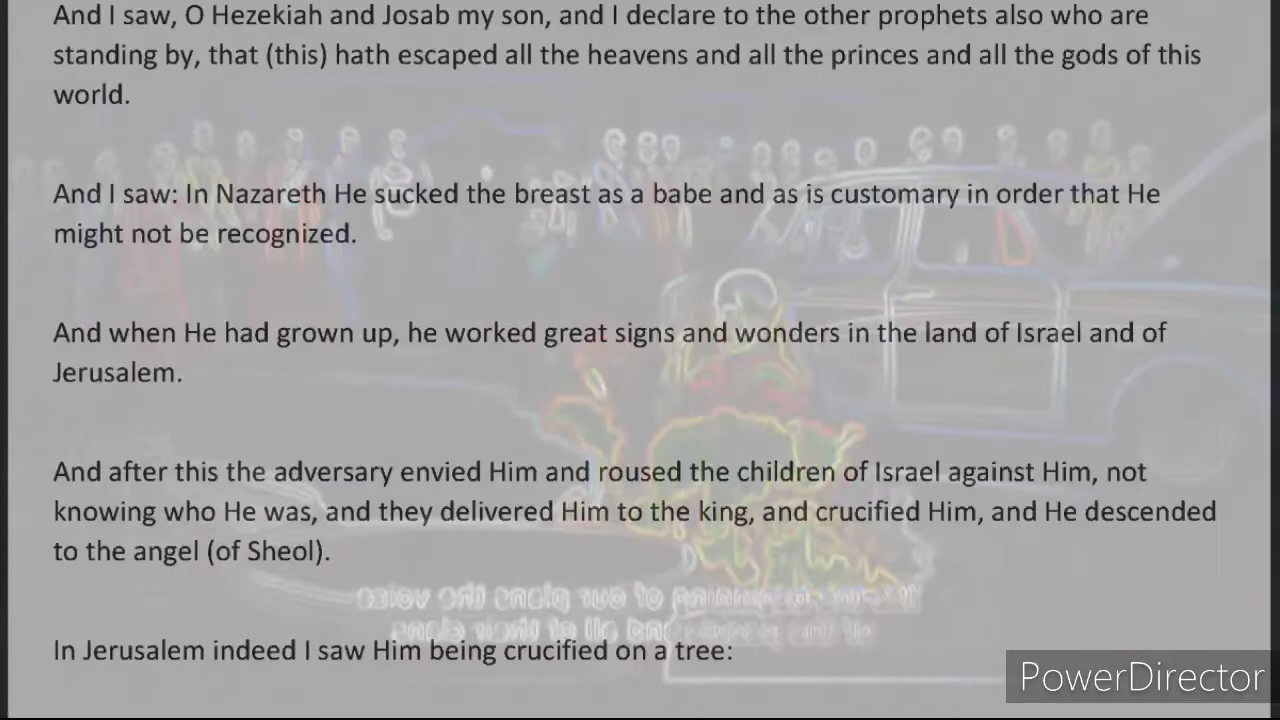 And I saw, O Hezekiah and Josab my son, and I declare to the other prophets also who are
standing by, that (this) hath escaped all the heavens and all the princes and all the gods of this
world.
And I saw: In Nazareth He sucked the breast as a babe and as is customary in order that He
might not be recognized.
And when He had grown up, he worked great signs and wonders in the land of Israel and of
Jerusalem.
And after this the adversary envied Him and roused the children of Israel against Him, not
knowing who He was, and they delivered Him to the king, and crucified Him, and He descended
to the angel (of Sheol).
In Jerusalem indeed I saw Him being crucified on a tree:
PowerDirector